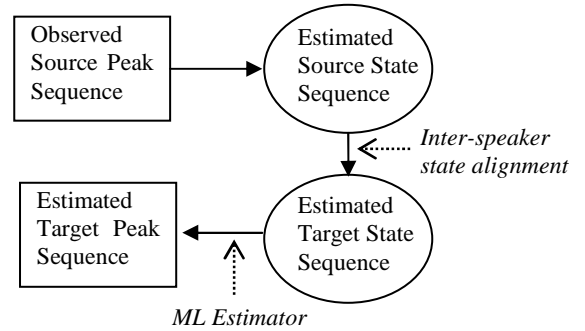 Observed
Source Peak
Sequence
Estimated
Source State
Sequence
Inter-speaker
state alignment
Estimated
Target Peak
Sequence
Estimated
Target State
Sequence
ML Estimator